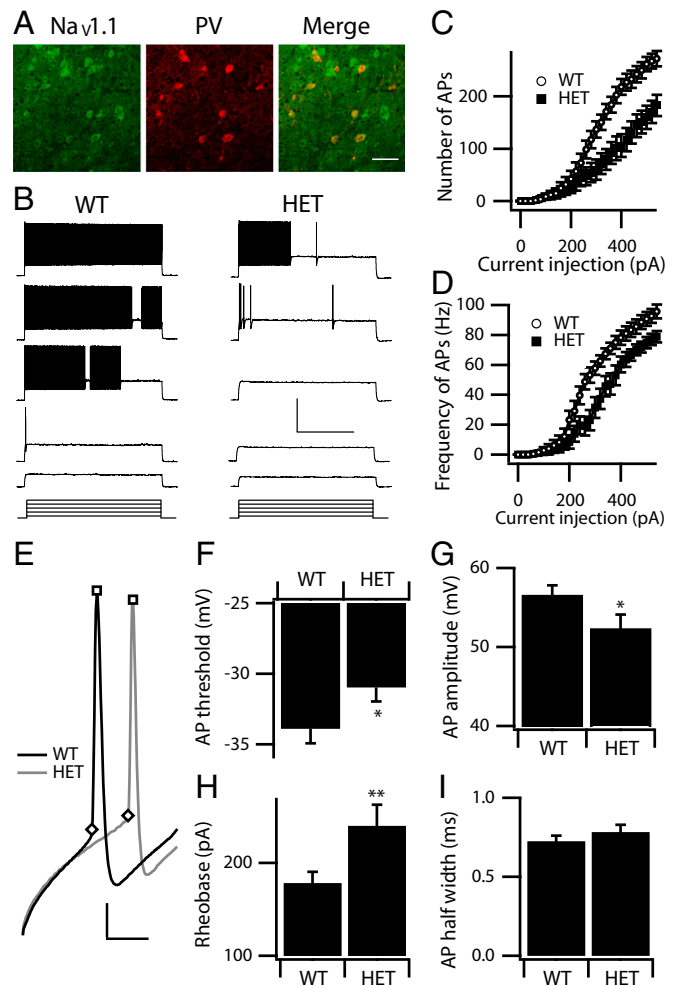 A Nav1.1 PV Merge
B WT HET
C
Number of APs
200
100
0
WT
HET
0 200 400
Current injection (pA)
D
Frequency of APs (Hz)
100
80
60
40
20
0
WT
HET
0 200 400
Current injection (pA)
E
WT
HET
F
WT HET
AP threshold (mV)
-25
-30
-35
*
G
AP amplitude (mV)
60
50
40
*
WT HET
H
Rheobase (pA)
200
100
**
WT HET
I
AP half width (ms)
1.0
0.5
0.0
WT HET